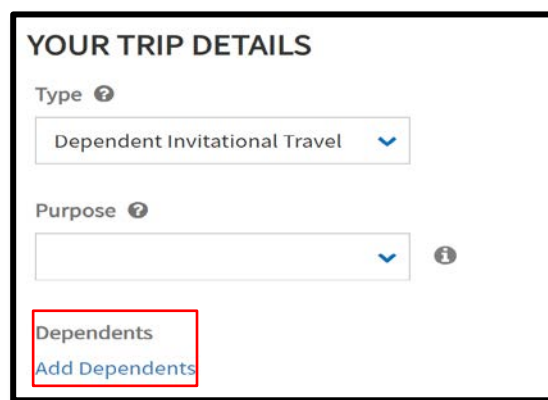 YOUR TRIP DETAILS
Type
Dependent Invitational Travel
Purpose
Dependents
Add Dependents